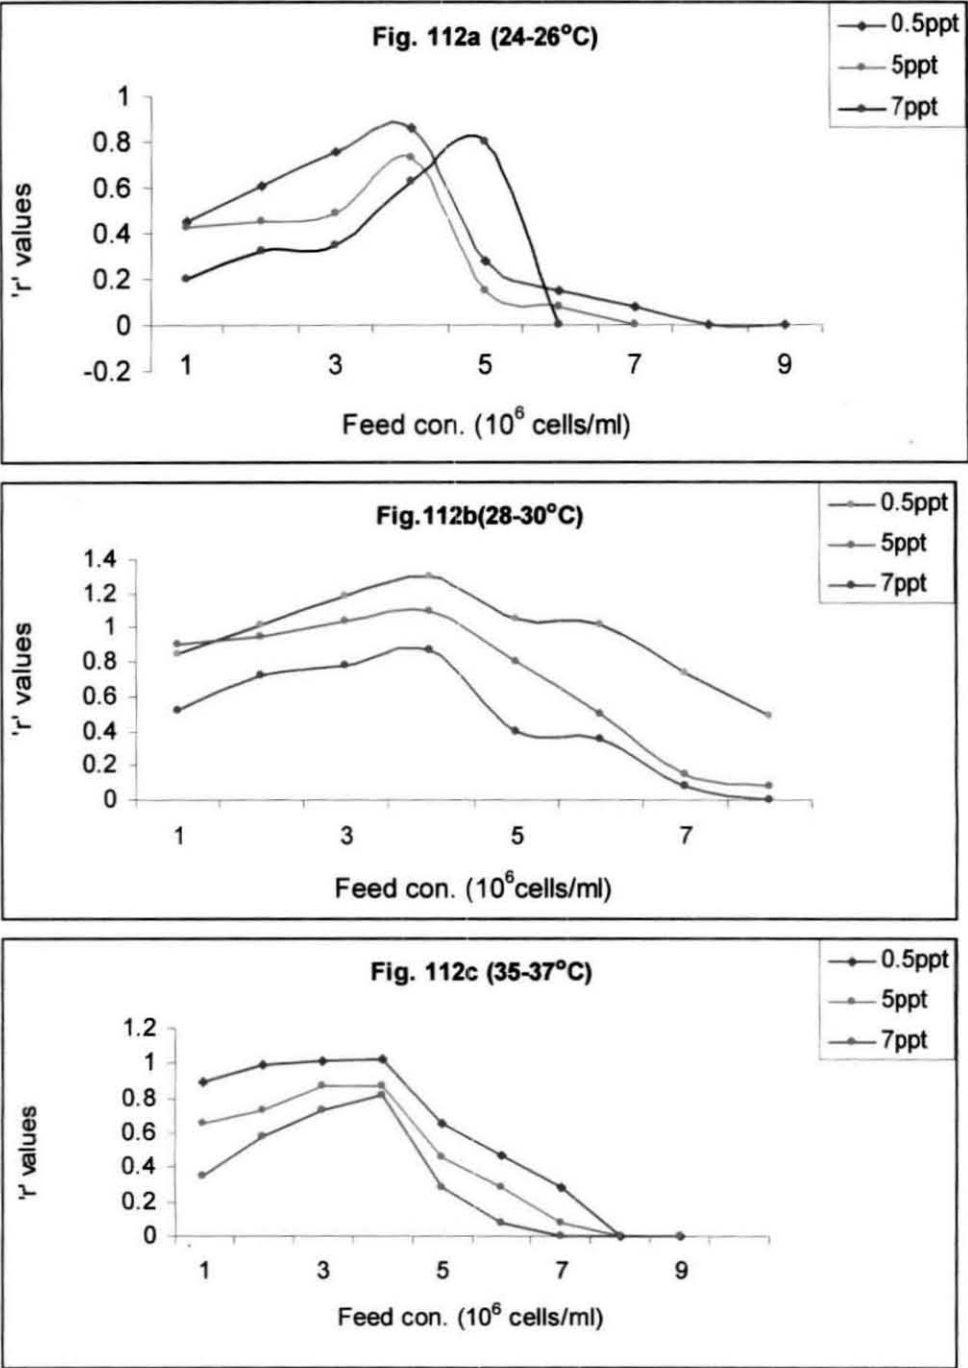 Fig. 112a (24-26°C)
0.5ppt
5ppt
7ppt
1
0.8
0.6
0.4
0.2
0
-0.2
'r' values
1 3 5 7 9
Feed con. (10⁶ cells/ml)
Fig.112b(28-30°C)
0.5ppt
5ppt
7ppt
1.4
1.2
1
0.8
0.6
0.4
0.2
0
'r' values
1 3 5 7
Feed con. (10⁶cells/ml)
Fig. 112c (35-37°C)
0.5ppt
5ppt
7ppt
1.2
1
0.8
0.6
0.4
0.2
0
'r' values
1 3 5 7 9
Feed con. (10⁶ cells/ml)